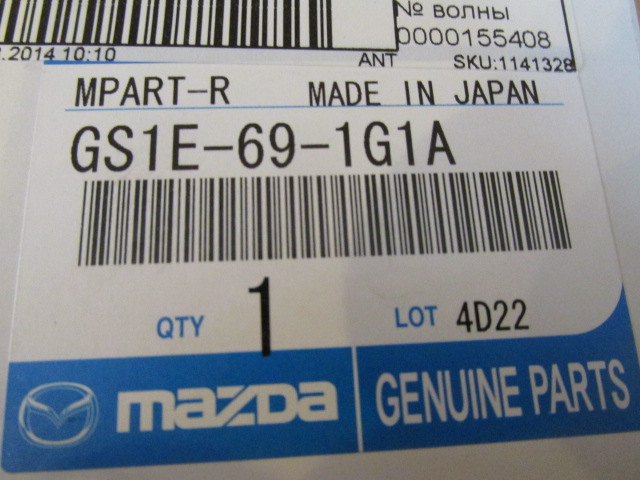 № ВОЛНЫ
0000155408
.2014 10:10
ANT SKU:1141328
MPART-R MADE IN JAPAN
GS1E-69-1G1A
QTY 1 LOT 4D22
mazda GENUINE PARTS